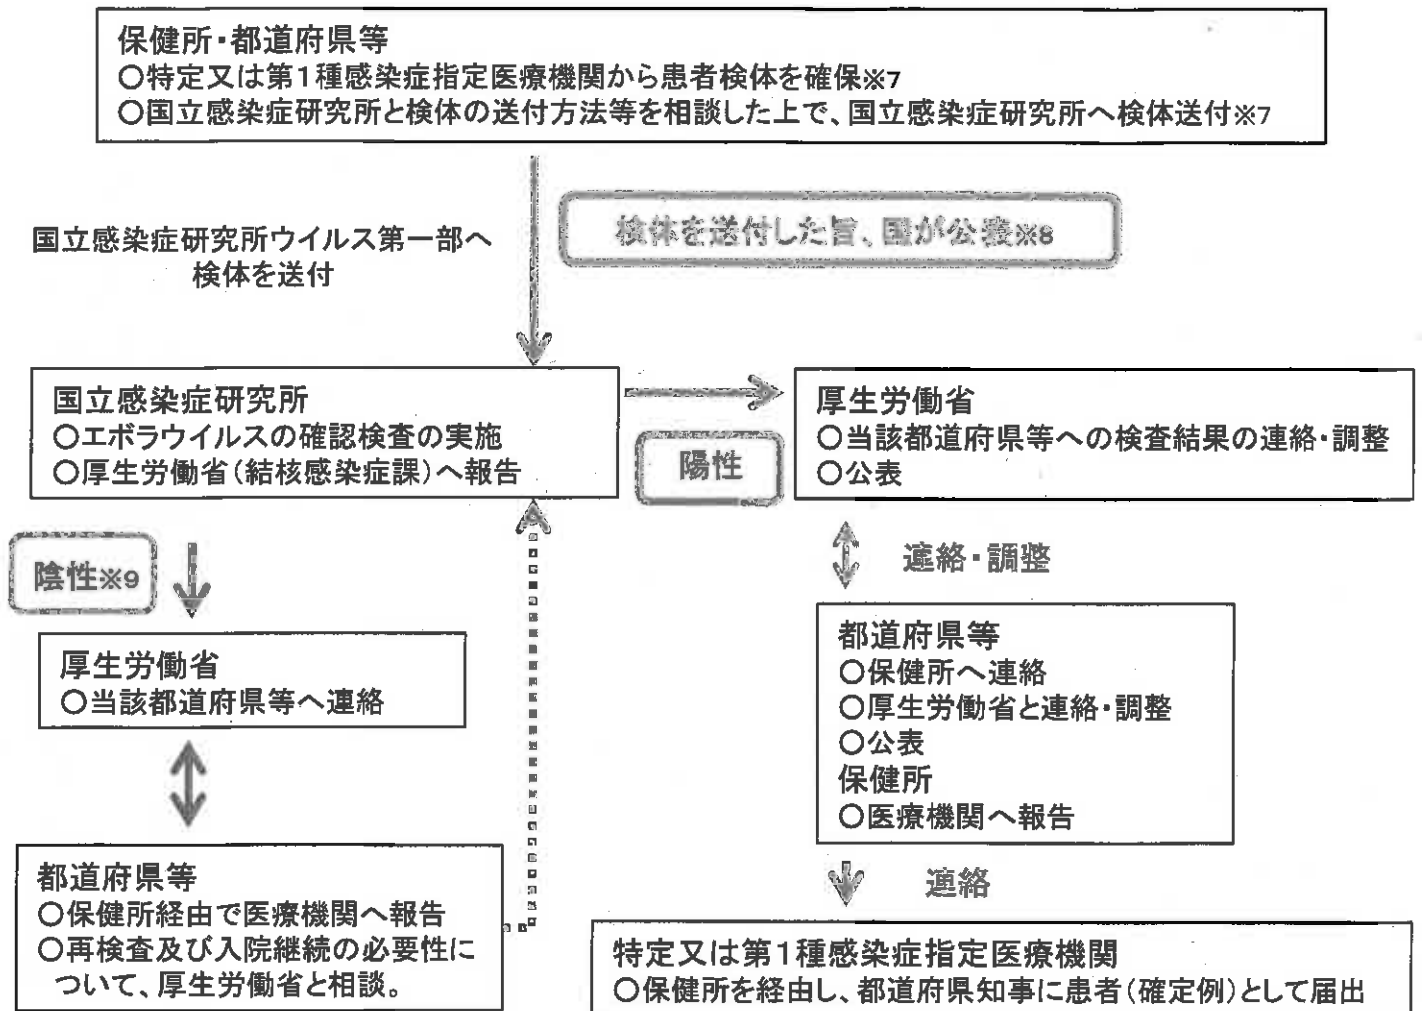 保健所・都道府県等
○特定又は第１種感染症指定医療機関から患者検体を確保※7
○国立感染症研究所と検体の送付方法等を相談した上で、国立感染症研究所へ検体送付※7
国立感染症研究所ウイルス第一部へ
検体を送付
検体を送付した旨、国が公表※8
国立感染症研究所
○エボラウイルスの確認検査の実施
○厚生労働省(結核感染症課)へ報告
陽性
厚生労働省
○当該都道府県等への検査結果の連絡・調整
○公表
陰性※9
厚生労働省
○当該都道府県等へ連絡
連絡・調整
都道府県等
○保健所へ連絡
○厚生労働省と連絡・調整
○公表
保健所
○医療機関へ報告
都道府県等
○保健所経由で医療機関へ報告
○再検査及び入院継続の必要性に
ついて、厚生労働省と相談。
連絡
特定又は第１種感染症指定医療機関
○保健所を経由し、都道府県知事に患者(確定例)として届出